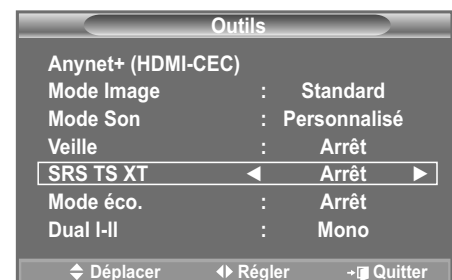 Outils
Anynet+ (HDMI-CEC)
Mode Image : Standard
Mode Son : Personnalisé
Veille : Arrêt
SRS TS XT ◄ Arrêt ►
Mode éco. : Arrêt
Dual I-II : Mono
Déplacer Régler Quitter